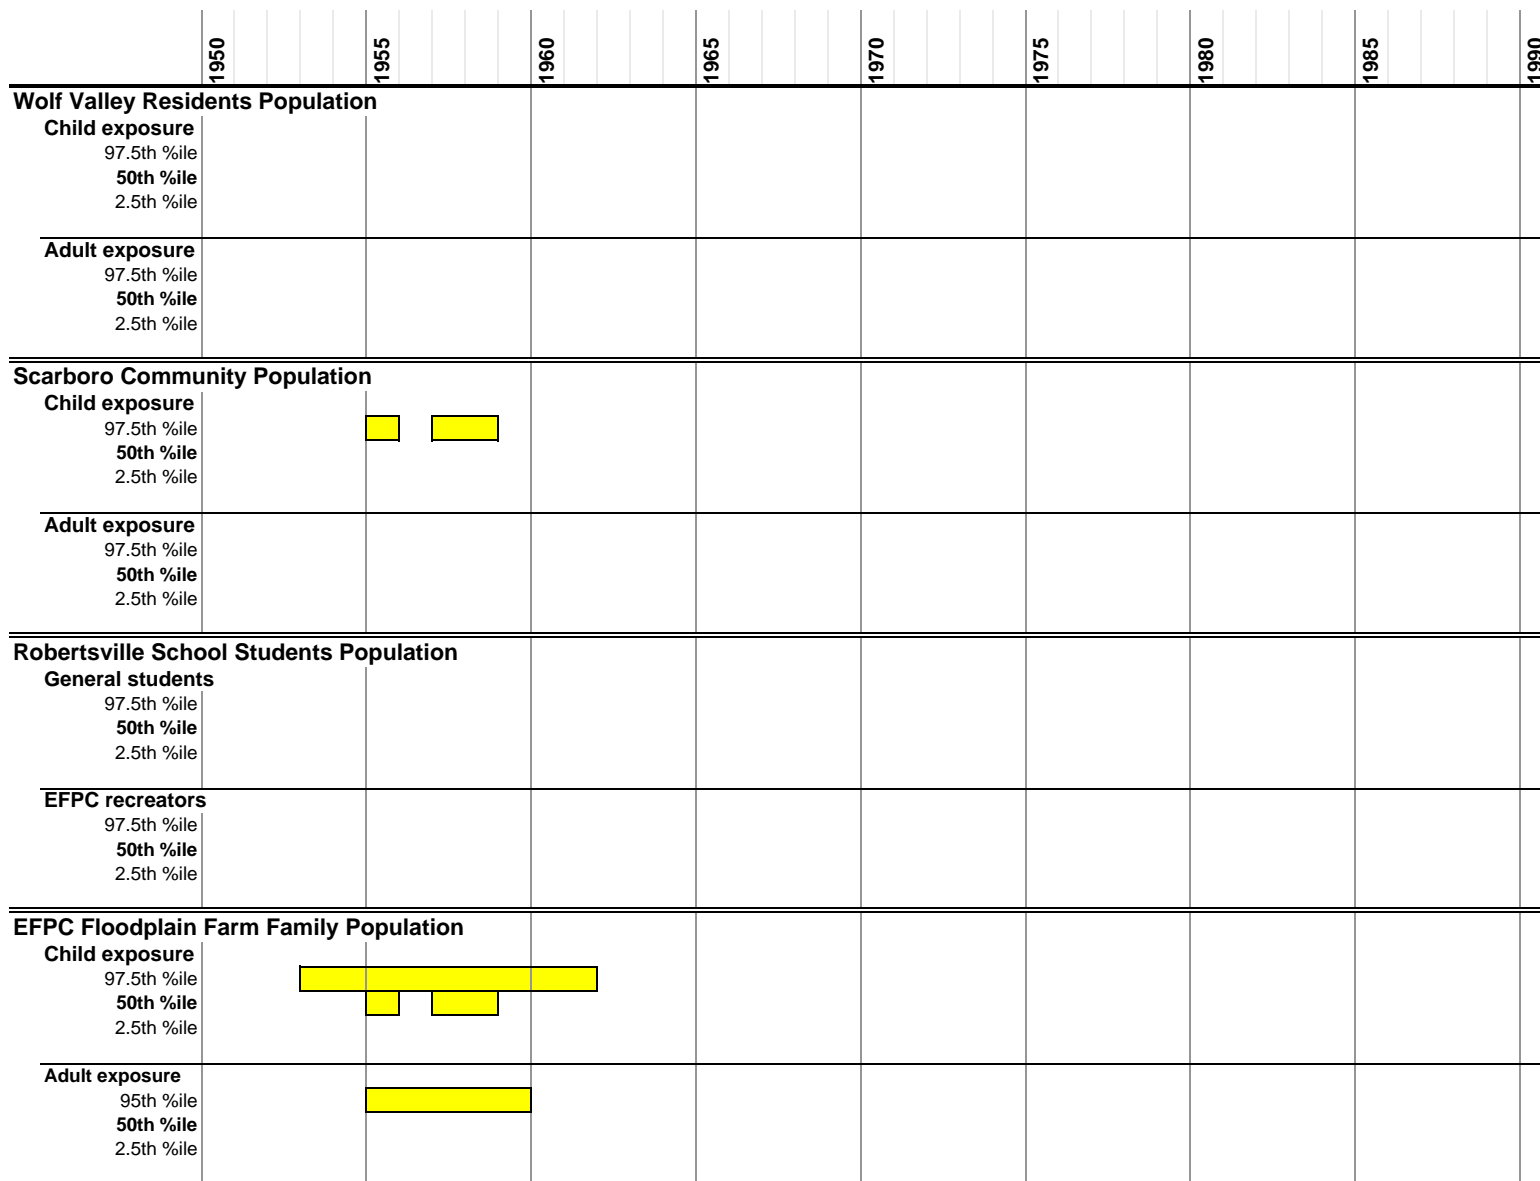 1950 1955 1960 1965 1970 1975 1980 1985 1990
Wolf Valley Residents Population
Child exposure
97.5th %ile
50th %ile
2.5th %ile
Adult exposure
97.5th %ile
50th %ile
2.5th %ile
Scarboro Community Population
Child exposure
97.5th %ile
50th %ile
2.5th %ile
Adult exposure
97.5th %ile
50th %ile
2.5th %ile
Robertsville School Students Population
General students
97.5th %ile
50th %ile
2.5th %ile
EFPC recreators
97.5th %ile
50th %ile
2.5th %ile
EFPC Floodplain Farm Family Population
Child exposure
97.5th %ile
50th %ile
2.5th %ile
Adult exposure
95th %ile
50th %ile
2.5th %ile